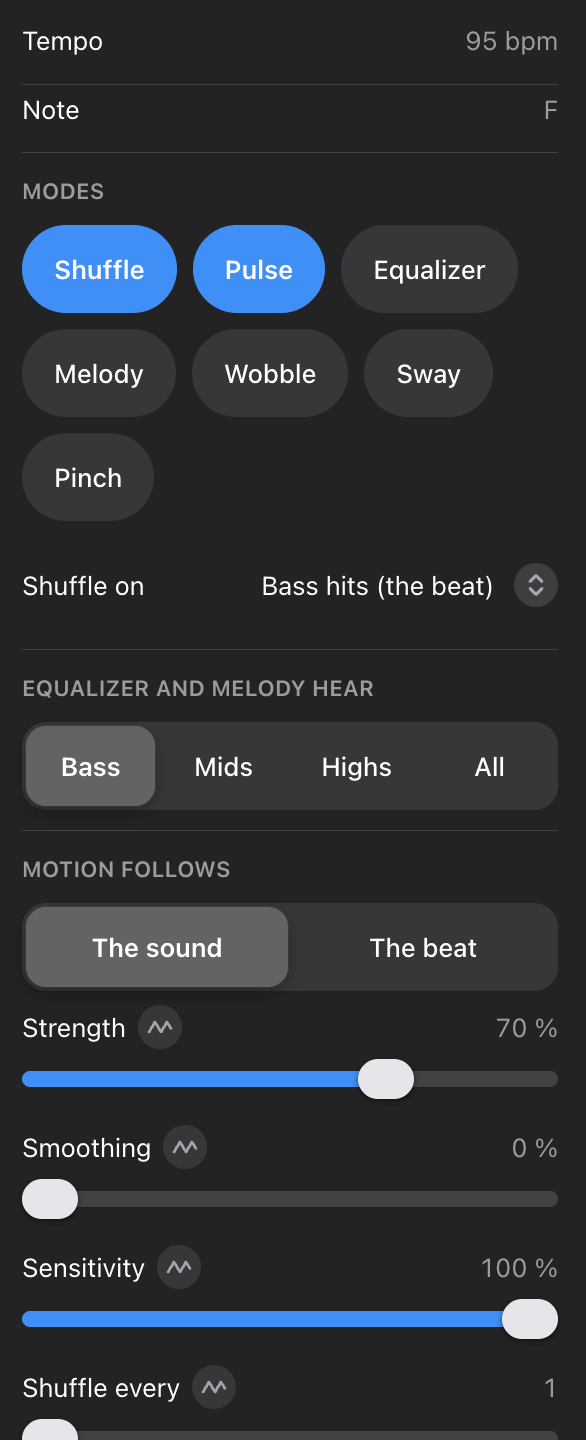 Tempo 95 bpm
Note F
MODES
Shuffle Pulse Equalizer
Melody Wobble Sway
Pinch
Shuffle on Bass hits (the beat)
EQUALIZER AND MELODY HEAR
Bass Mids Highs All
MOTION FOLLOWS
The sound The beat
Strength 70 %
Smoothing 0 %
Sensitivity 100 %
Shuffle every 1